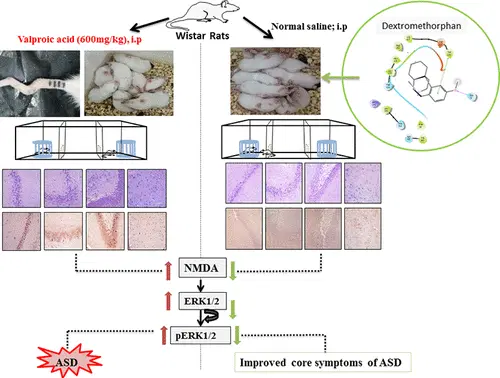 Valproic acid (600mg/kg), i.p
Wistar Rats
Normal saline; i.p
Dextromethorphan
NMDA
ERK1/2
pERK1/2
ASD
Improved core symptoms of ASD